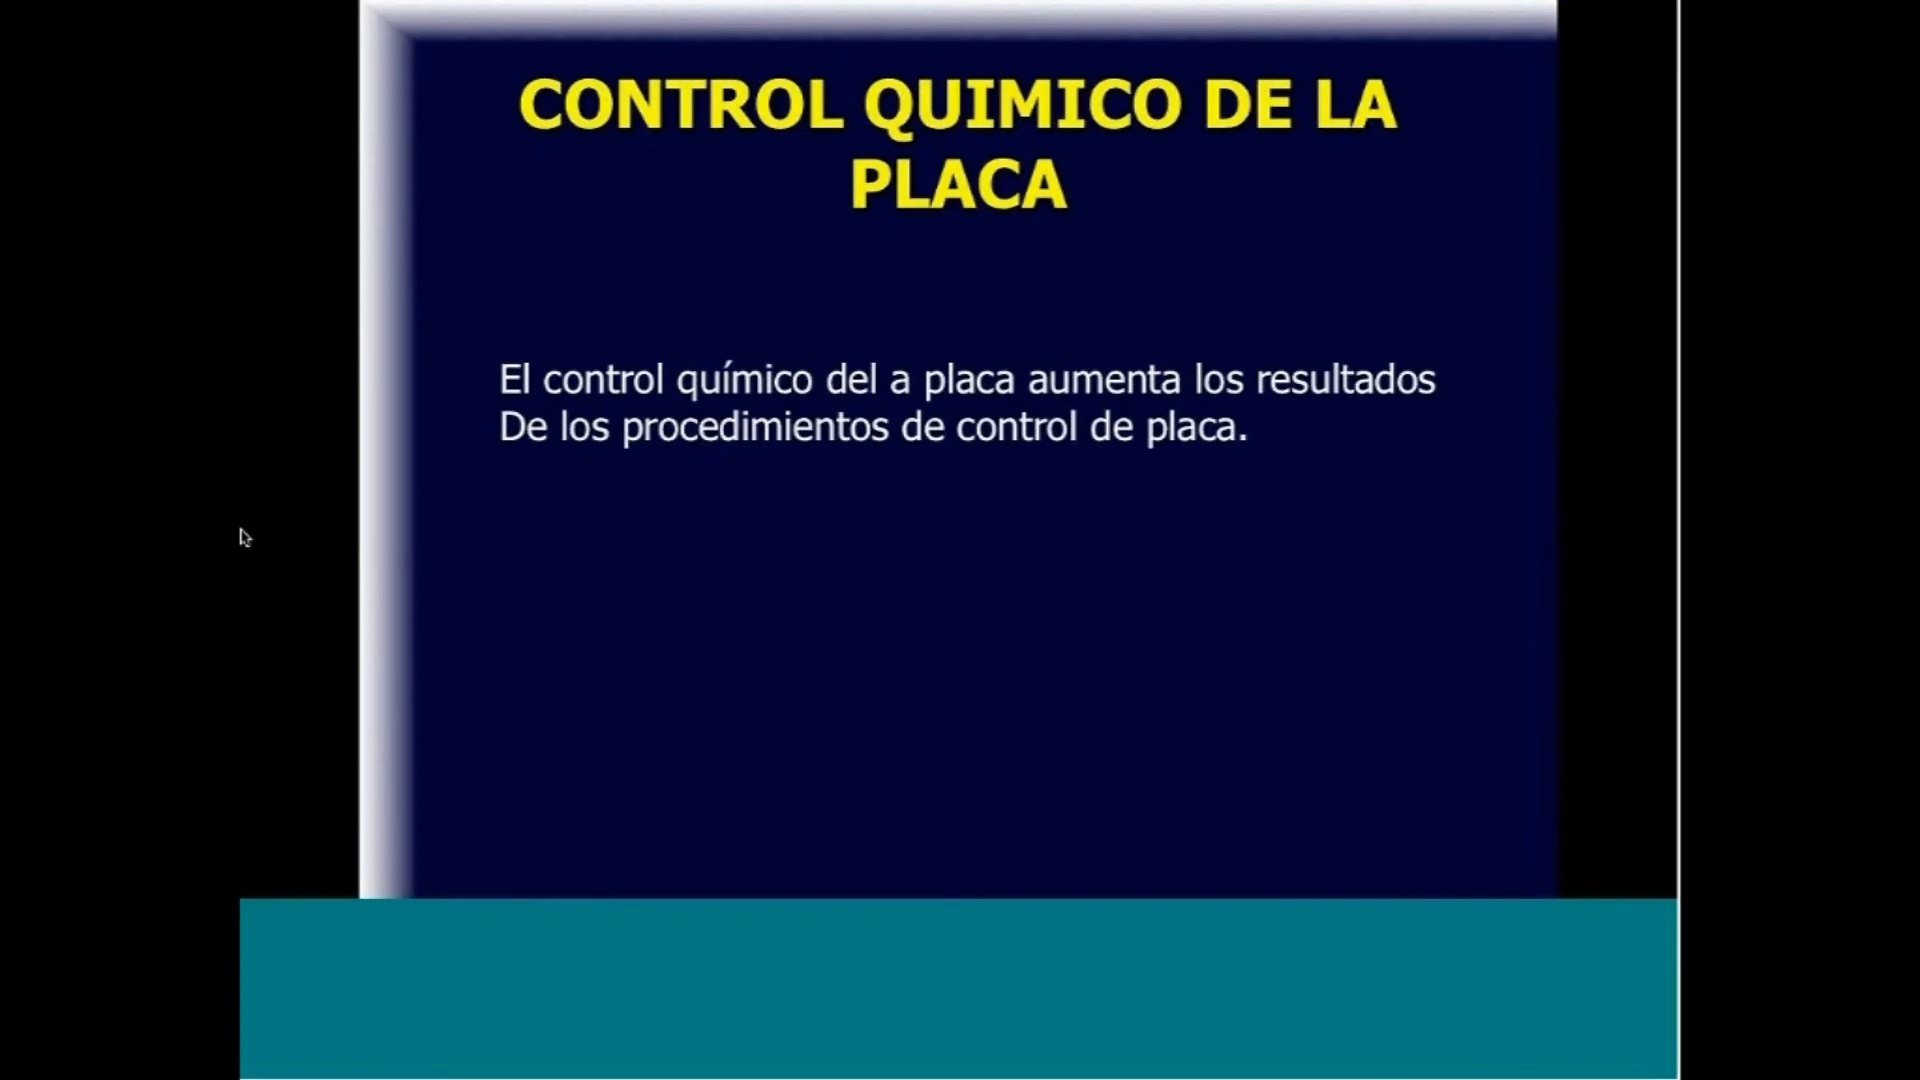 CONTROL QUIMICO DE LA
PLACA
El control químico del a placa aumenta los resultados
De los procedimientos de control de placa.